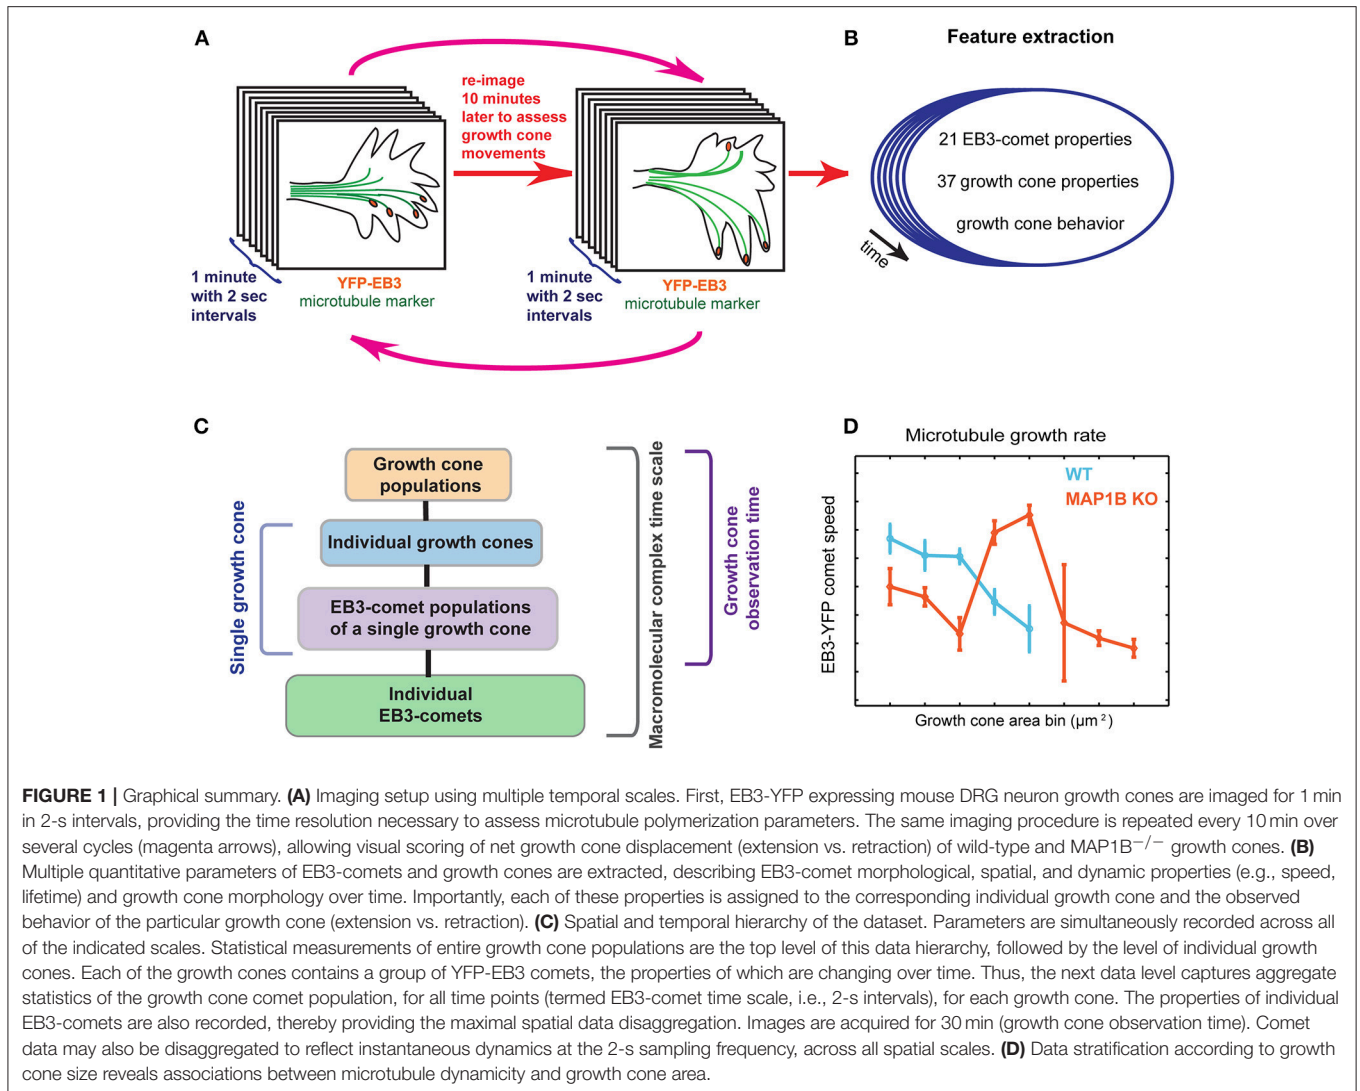 A
re-image
10 minutes
later to assess
growth cone
movements
1 minute
with 2 sec
intervals
YFP-EB3
microtubule marker
1 minute
with 2 sec
intervals
YFP-EB3
microtubule marker
B
Feature extraction
21 EB3-comet properties
37 growth cone properties
growth cone behavior
time
C
Growth cone
populations
Individual growth cones
EB3-comet populations
of a single growth cone
Individual
EB3-comets
Single growth cone
Macromolecular complex time scale
Growth cone
observation time
D
Microtubule growth rate
WT
MAP1B KO
EB3-YFP comet speed
Growth cone area bin (µm²)
FIGURE 1 | Graphical summary. (A) Imaging setup using multiple temporal scales. First, EB3-YFP expressing mouse DRG neuron growth cones are imaged for 1 min
in 2-s intervals, providing the time resolution necessary to assess microtubule polymerization parameters. The same imaging procedure is repeated every 10 min over
several cycles (magenta arrows), allowing visual scoring of net growth cone displacement (extension vs. retraction) of wild-type and MAP1B−/− growth cones. (B)
Multiple quantitative parameters of EB3-comets and growth cones are extracted, describing EB3-comet morphological, spatial, and dynamic properties (e.g., speed,
lifetime) and growth cone morphology over time. Importantly, each of these properties is assigned to the corresponding individual growth cone and the observed
behavior of the particular growth cone (extension vs. retraction). (C) Spatial and temporal hierarchy of the dataset. Parameters are simultaneously recorded across all
of the indicated scales. Statistical measurements of entire growth cone populations are the top level of this data hierarchy, followed by the level of individual growth
cones. Each of the growth cones contains a group of YFP-EB3 comets, the properties of which are changing over time. Thus, the next data level captures aggregate
statistics of the growth cone comet population, for all time points (termed EB3-comet time scale, i.e., 2-s intervals), for each growth cone. The properties of individual
EB3-comets are also recorded, thereby providing the maximal spatial data disaggregation. Images are acquired for 30 min (growth cone observation time). Comet
data may also be disaggregated to reflect instantaneous dynamics at the 2-s sampling frequency, across all spatial scales. (D) Data stratification according to growth
cone size reveals associations between microtubule dynamicity and growth cone area.